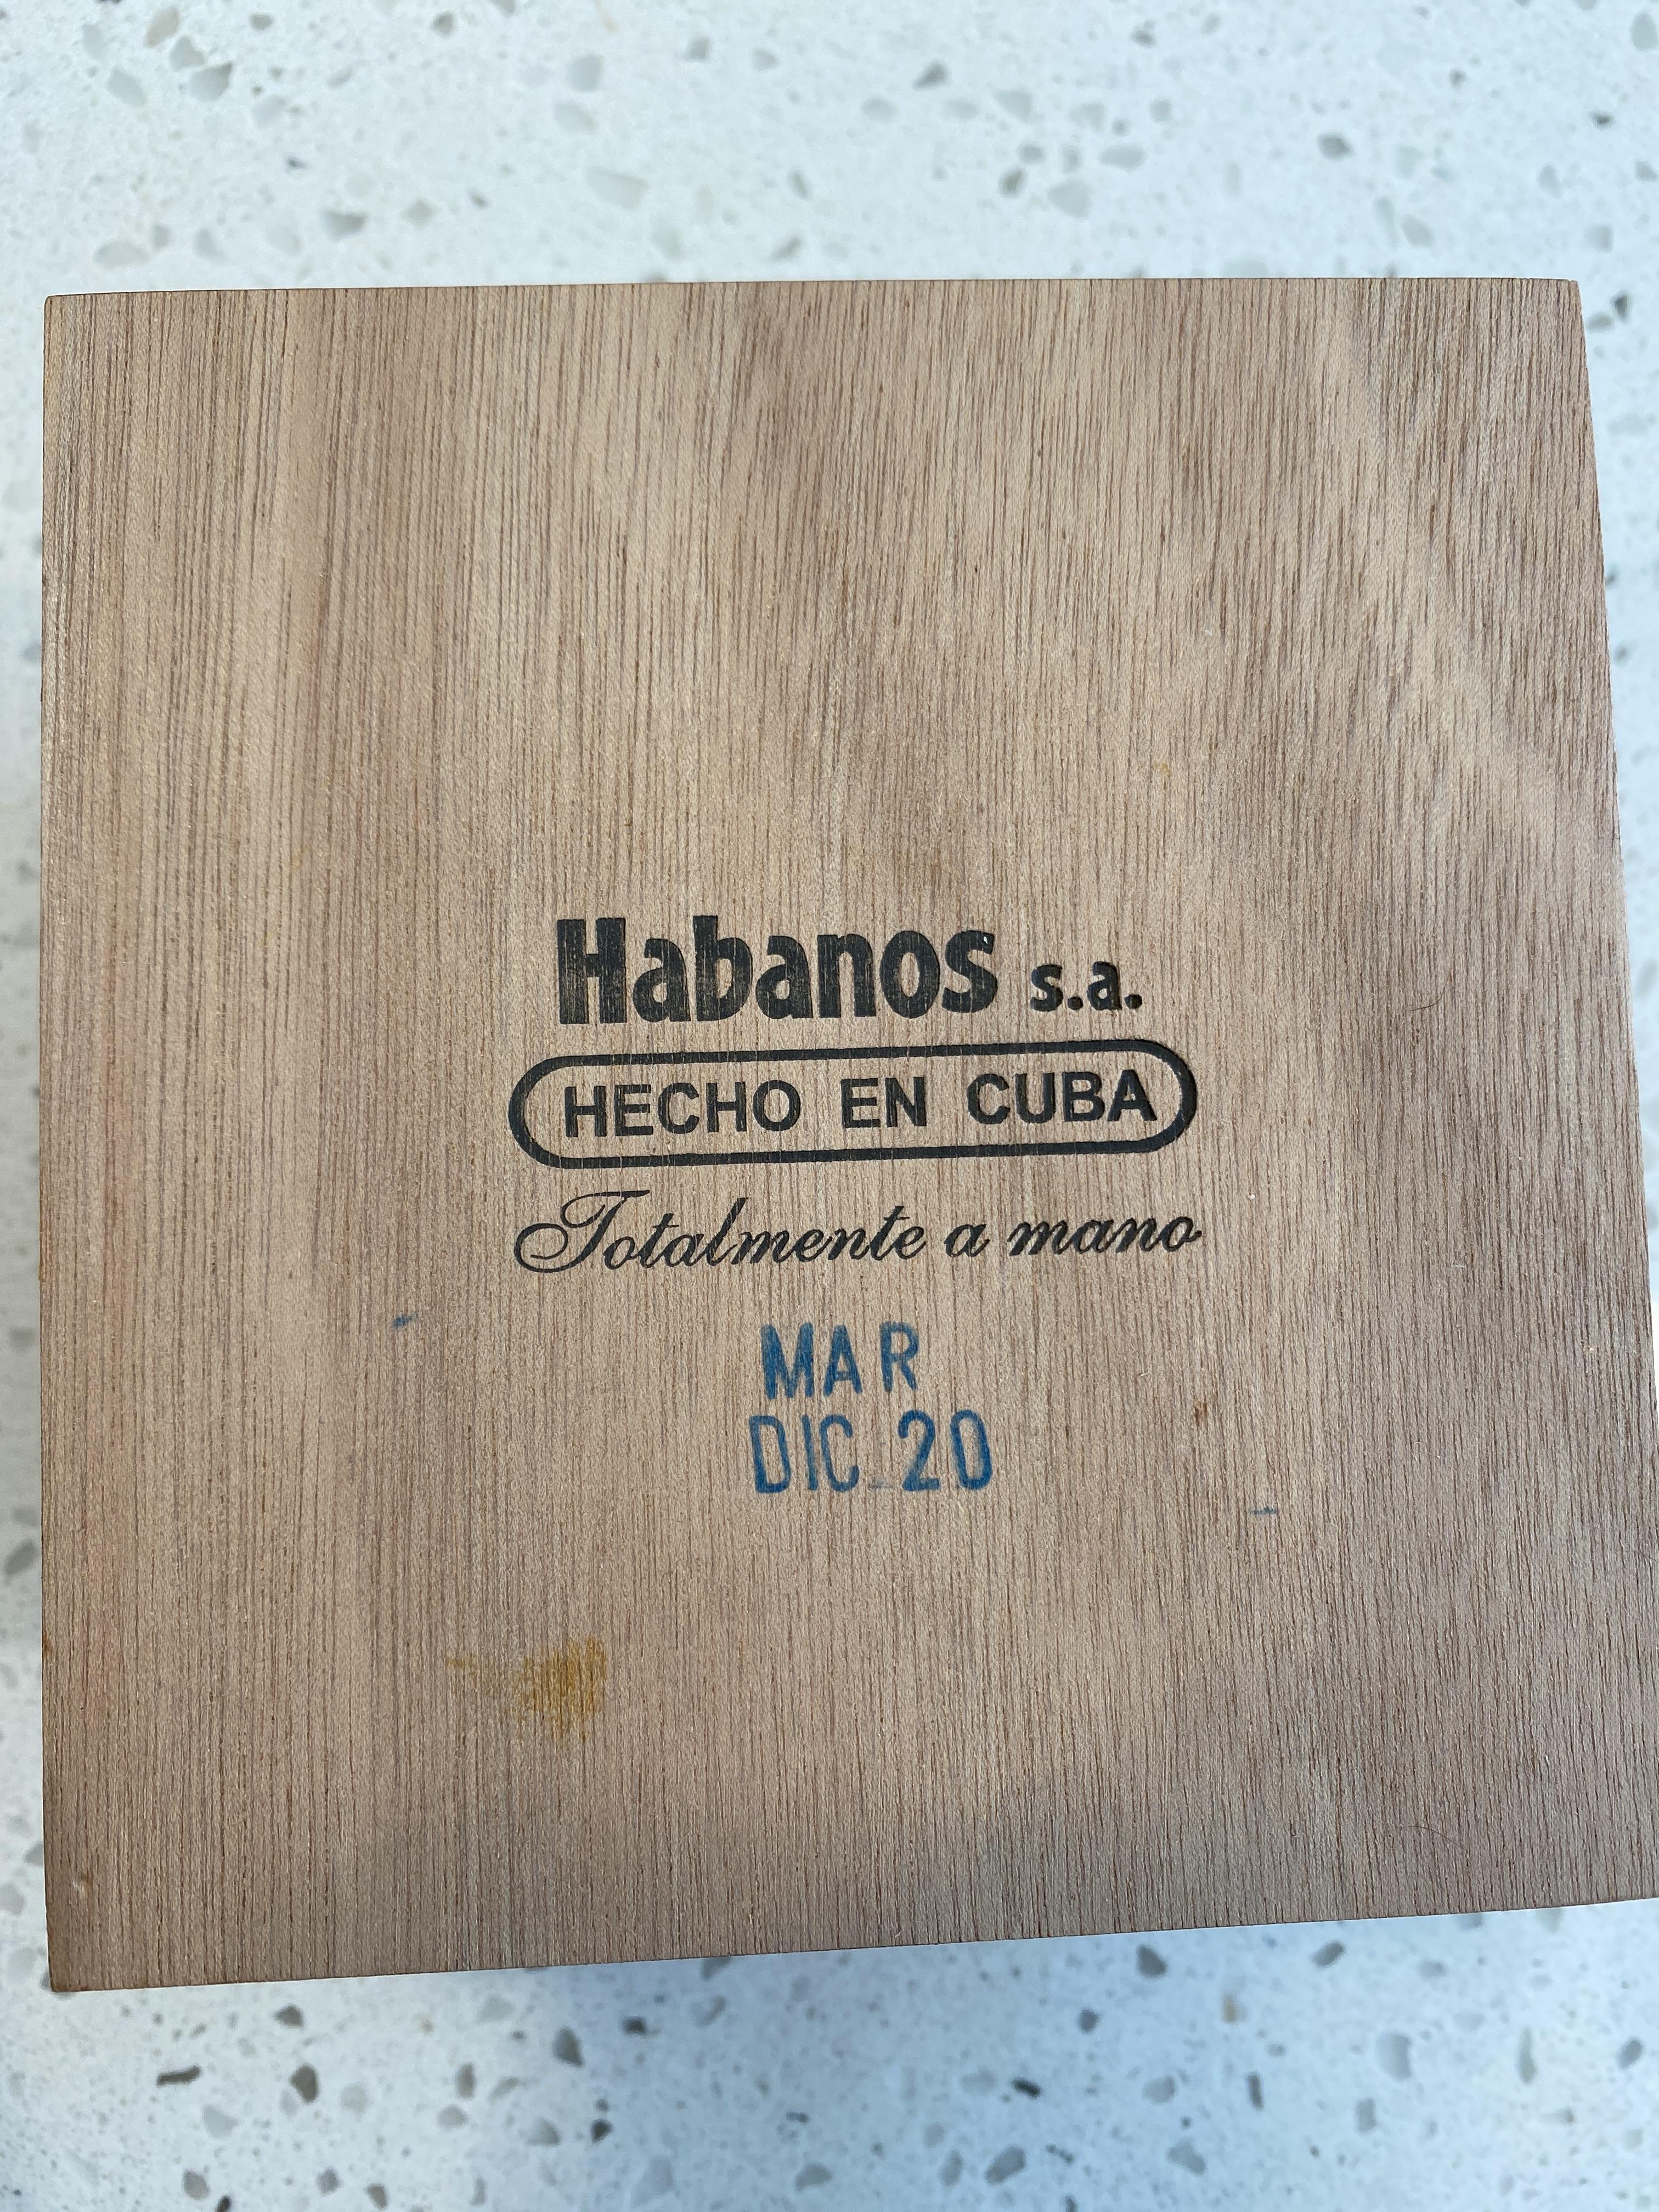 Habanos s.a.
HECHO EN CUBA
Totalmente a mano
MAR
DIC 20